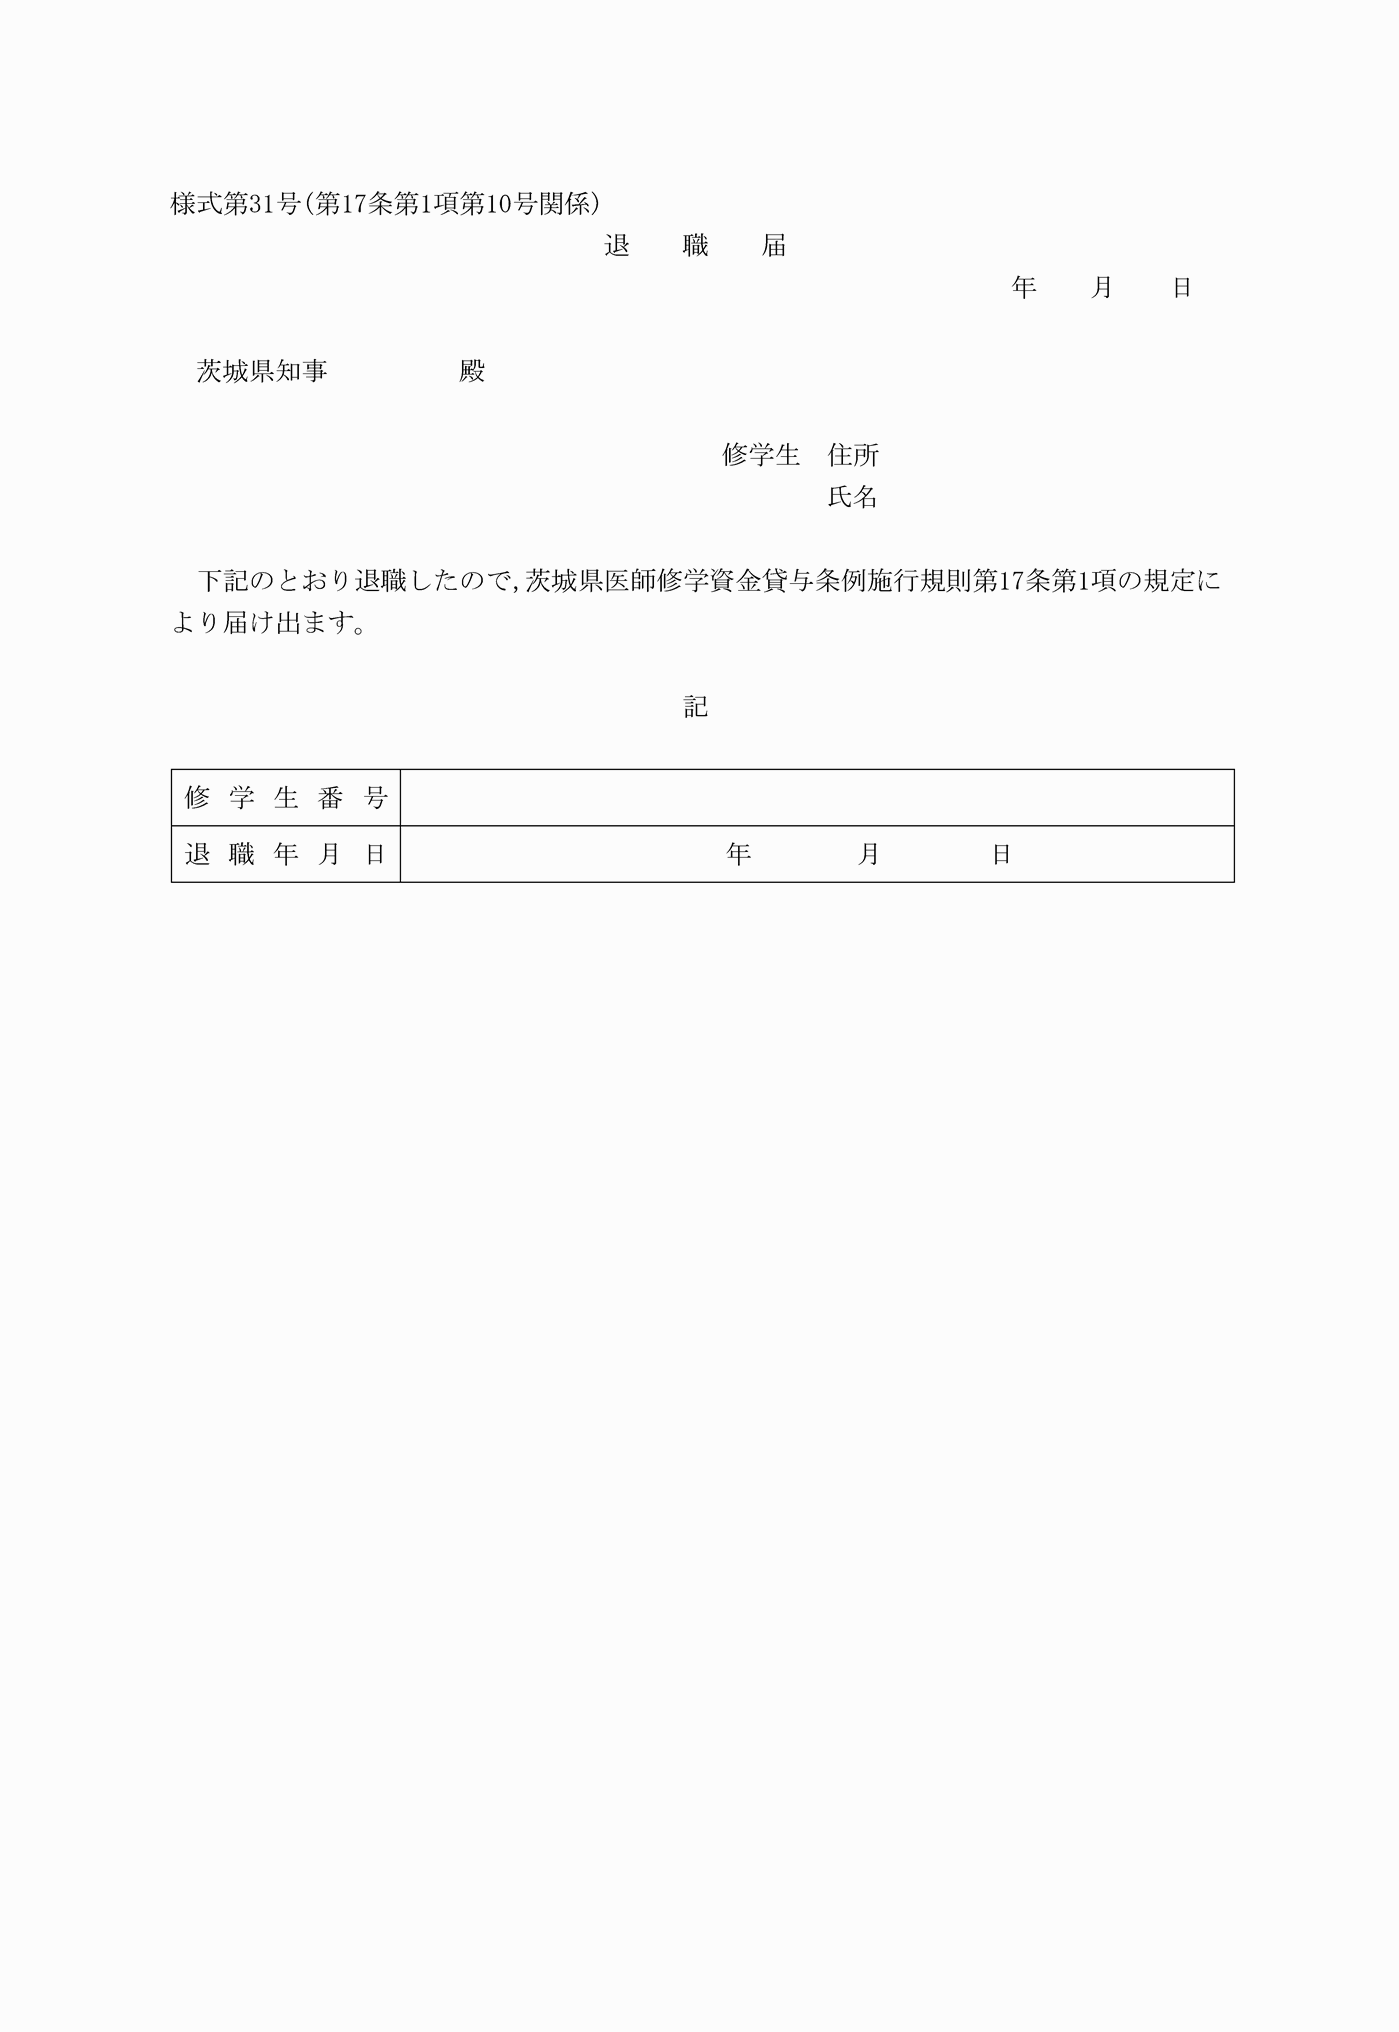 様式第31号(第17条第1項第10号関係)
退　　職　　届
年　　月　　日
茨城県知事　　　　　殿
修学生　住所
氏名
下記のとおり退職したので,茨城県医師修学資金貸与条例施行規則第17条第1項の規定に
より届け出ます。
記
修学生番号
退職年月日　　年　　月　　日